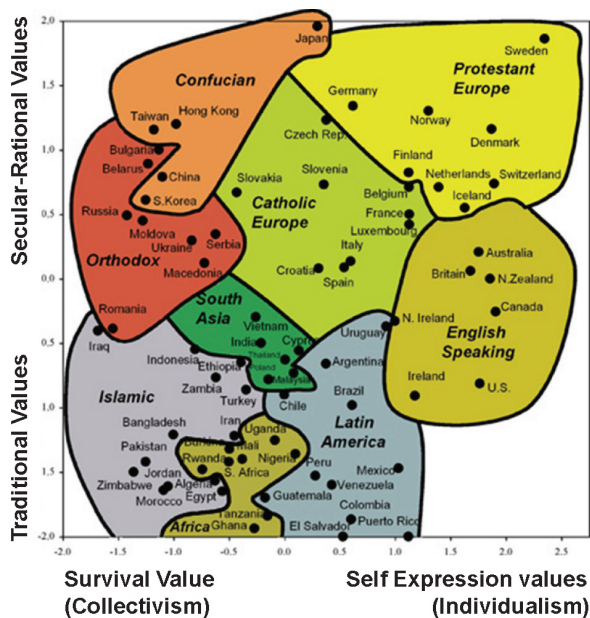 2,0
Japan
Sweden
Confucian
Protestant
Europe
1,5
Germany
Taiwan
Hong Kong
Norway
Czech Rep.
Denmark
1,0
Bulgaria
Belarus
Finland
Slovakia
Slovenia
Netherlands
Switzerland
China
Belgium
S.Korea
Catholic
Europe
Iceland
0,5
Russia
France
Moldova
Luxembourg
Ukraine
Serbia
Italy
Australia
Orthodox
Macedonia
Croatia
Spain
Britain
N.Zealand
0,0
South
Asia
Canada
Romania
Vietnam
N. Ireland
0,5
Iraq
India
Cypr
Uruguay
English
Speaking
Indonesia
Thailand
Ethiopia
Poland
Argentina
Zambia
Malaysia
Ireland
U.S.
Islamic
Turkey
Chile
Brazil
1,0
Iran
Latin
America
Bangladesh
Uganda
Mali
Pakistan
Rwanda
Nigeria
Peru
Mexico
1,5
Jordan
S. Africa
Zimbabwe
Algeria
Venezuela
Morocco
Egypt
Guatemala
Colombia
Tanzania
Africa
Ghana
El Salvador
Puerto Rico
-2,0
-2.0
-1.5
-1.0
-0.5
0.0
0.5
1.0
1.5
2.0
2.5
Secular-Rational Values
Traditional Values
Survival Value
(Collectivism)
Self Expression values
(Individualism)